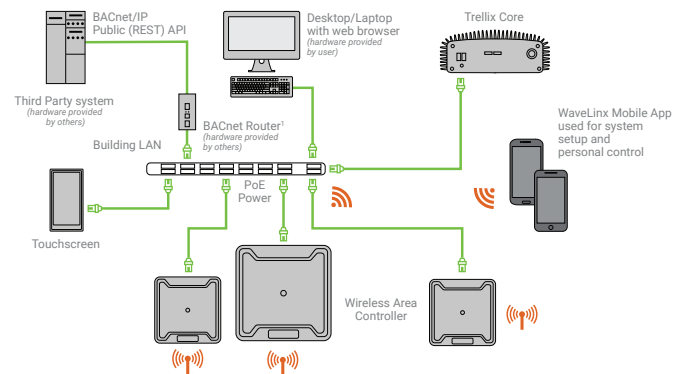 BACnet/IP
Public (REST) API
Desktop/Laptop
with web browser
(hardware provided
by user)
Trellix Core
Third Party system
(hardware provided
by others)
BACnet Router¹
(hardware provided
by others)
Building LAN
WaveLinx Mobile App
used for system
setup and
personal control
PoE
Power
Touchscreen
Wireless Area
Controller